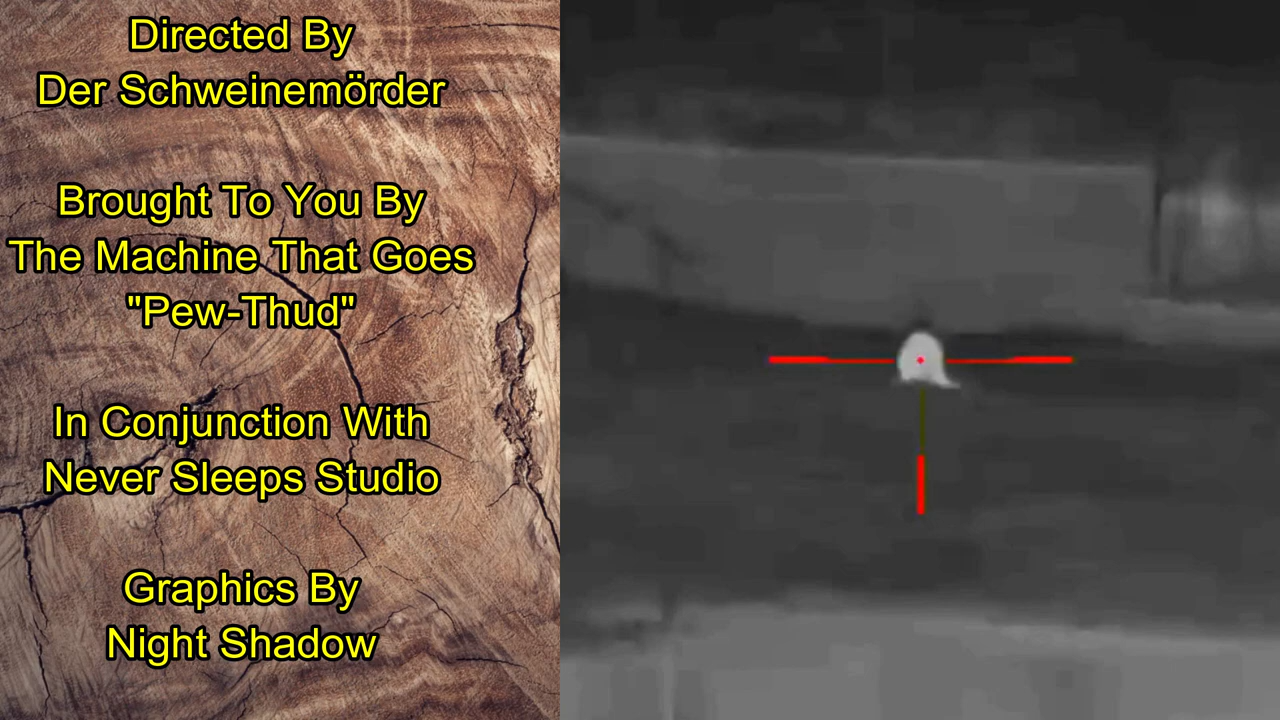 Directed By
Der Schweinemörder
Brought To You By
The Machine That Goes
"Pew-Thud"
In Conjunction With
Never Sleeps Studio
Graphics By
Night Shadow